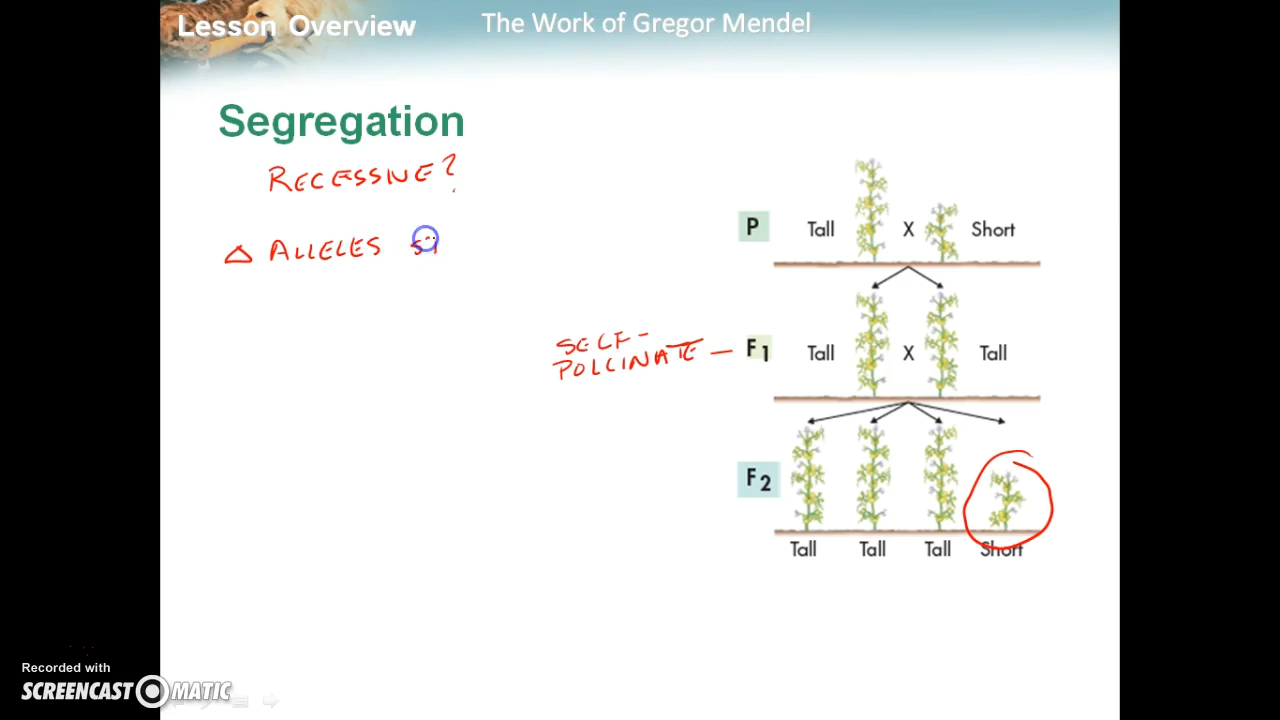 Lesson Overview
The Work of Gregor Mendel
Segregation
RECESSIVE?
P
Tall
X
Short
△ ALLELES
SELF-
POLLINATE –
F1
Tall
X
Tall
F2
Tall
Tall
Tall
Short
Recorded with
SCREENCAST MATIC